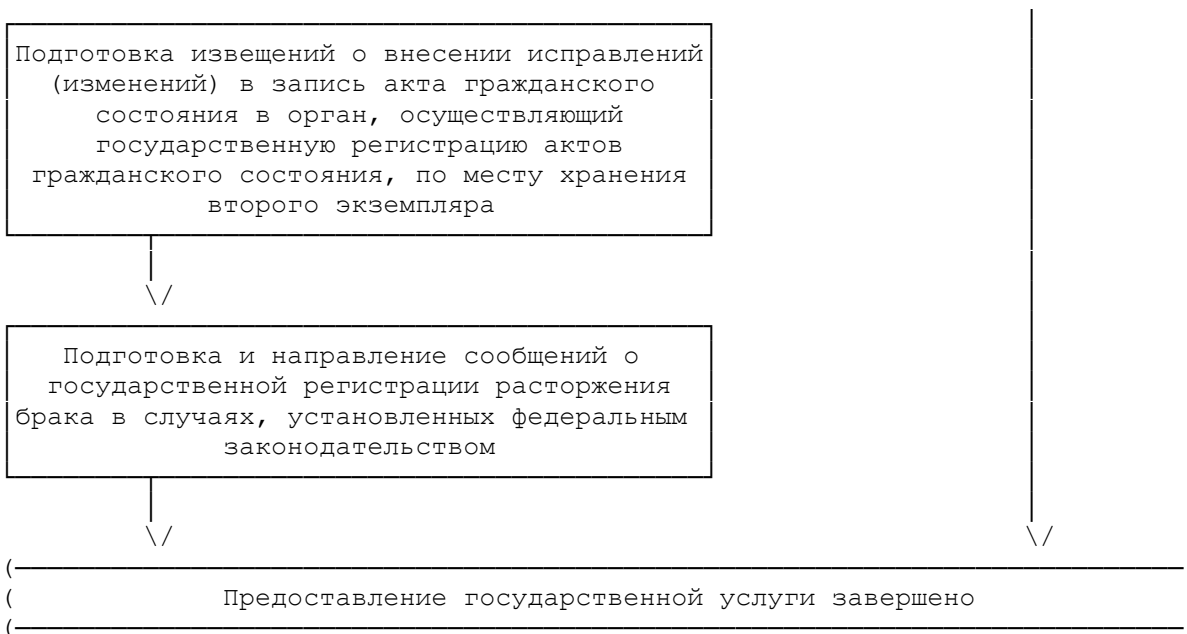 Подготовка извещений о внесении исправлений
(изменений) в запись акта гражданского
состояния в орган, осуществляющий
государственную регистрацию актов
гражданского состояния, по месту хранения
второго экземпляра
\/
Подготовка и направление сообщений о
государственной регистрации расторжения
брака в случаях, установленных федеральным
законодательством
\/ \/
(
( Предоставление государственной услуги завершено
(